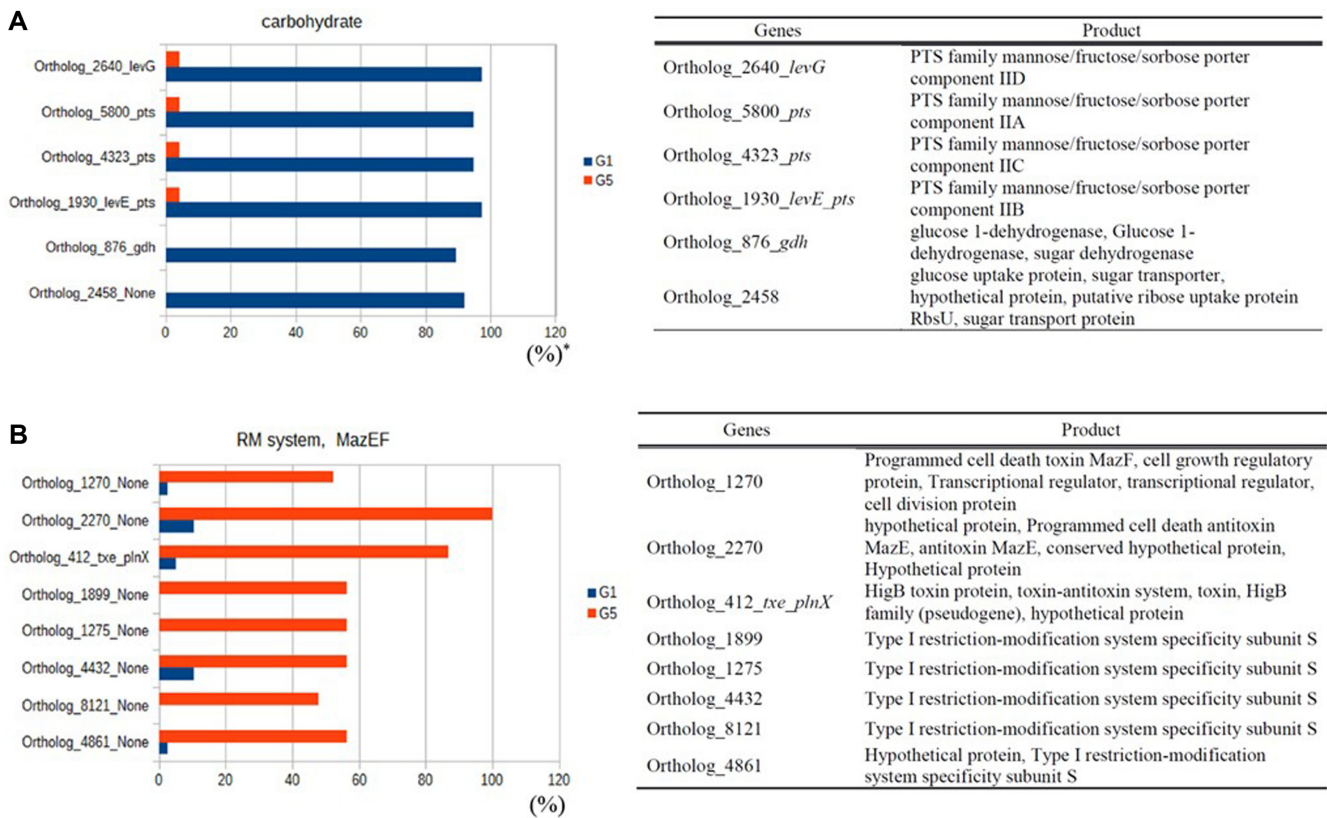 A
carbohydrate
Ortholog_2640_levG
Ortholog_5800_pts
Ortholog_4323_pts
Ortholog_1930_levE_pts
Ortholog_876_gdh
Ortholog_2458_None
0 20 40 60 80 100 120
(%)*
G1
G5
Genes Product
Ortholog_2640_levG PTS family mannose/fructose/sorbose porter
component IID
Ortholog_5800_pts PTS family mannose/fructose/sorbose porter
component IIA
Ortholog_4323_pts PTS family mannose/fructose/sorbose porter
component IIC
Ortholog_1930_levE_pts PTS family mannose/fructose/sorbose porter
component IIB
Ortholog_876_gdh glucose 1-dehydrogenase, Glucose 1-
dehydrogenase, sugar dehydrogenase
Ortholog_2458 glucose uptake protein, sugar transporter,
hypothetical protein, putative ribose uptake protein
RbsU, sugar transport protein
B
RM system, MazEF
Ortholog_1270_None
Ortholog_2270_None
Ortholog_412_txe_plnX
Ortholog_1899_None
Ortholog_1275_None
Ortholog_4432_None
Ortholog_8121_None
Ortholog_4861_None
0 20 40 60 80 100 120
(%)
G1
G5
Genes Product
Ortholog_1270 Programmed cell death toxin MazF, cell growth regulatory
protein, Transcriptional regulator, transcriptional regulator,
cell division protein
Ortholog_2270 hypothetical protein, Programmed cell death antitoxin
MazE, antitoxin MazE, conserved hypothetical protein,
Hypothetical protein
Ortholog_412_txe_plnX HigB toxin protein, toxin-antitoxin system, toxin, HigB
family (pseudogene), hypothetical protein
Ortholog_1899 Type I restriction-modification system specificity subunit S
Ortholog_1275 Type I restriction-modification system specificity subunit S
Ortholog_4432 Type I restriction-modification system specificity subunit S
Ortholog_8121 Type I restriction-modification system specificity subunit S
Ortholog_4861 Hypothetical protein, Type I restriction-modification
system specificity subunit S